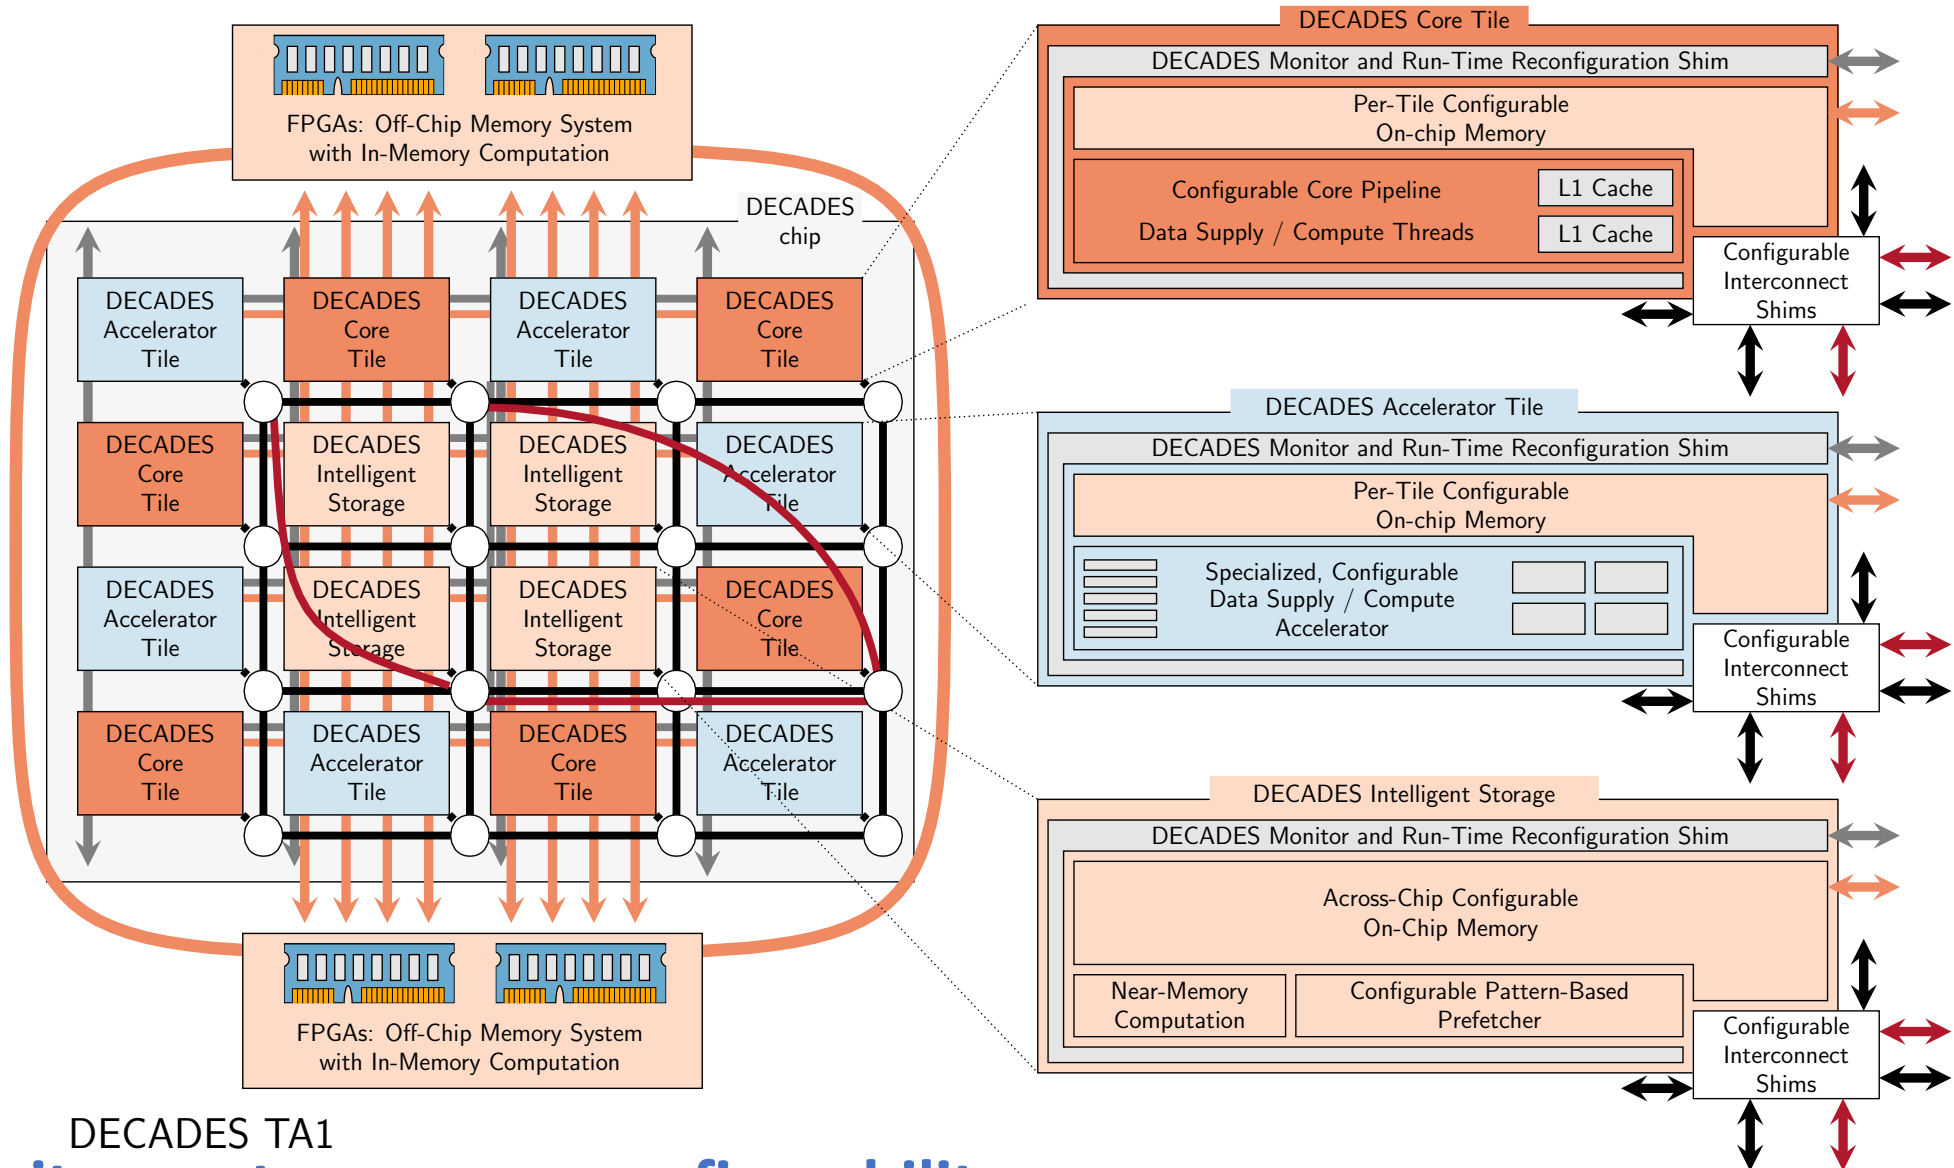 FPGAs: Off-Chip Memory System
with In-Memory Computation
DECADES
chip
DECADES
Accelerator
Tile
DECADES
Core
Tile
DECADES
Accelerator
Tile
DECADES
Core
Tile
DECADES
Core
Tile
DECADES
Intelligent
Storage
DECADES
Intelligent
Storage
DECADES
Accelerator
Tile
DECADES
Accelerator
Tile
DECADES
Intelligent
Storage
DECADES
Intelligent
Storage
DECADES
Core
Tile
DECADES
Core
Tile
DECADES
Accelerator
Tile
DECADES
Core
Tile
DECADES
Accelerator
Tile
FPGAs: Off-Chip Memory System
with In-Memory Computation
DECADES TA1
DECADES Core Tile
DECADES Monitor and Run-Time Reconfiguration Shim
Per-Tile Configurable
On-chip Memory
Configurable Core Pipeline
L1 Cache
Data Supply / Compute Threads
L1 Cache
Configurable
Interconnect
Shims
DECADES Accelerator Tile
DECADES Monitor and Run-Time Reconfiguration Shim
Per-Tile Configurable
On-chip Memory
Specialized, Configurable
Data Supply / Compute
Accelerator
Configurable
Interconnect
Shims
DECADES Intelligent Storage
DECADES Monitor and Run-Time Reconfiguration Shim
Across-Chip Configurable
On-Chip Memory
Near-Memory
Computation
Configurable Pattern-Based
Prefetcher
Configurable
Interconnect
Shims